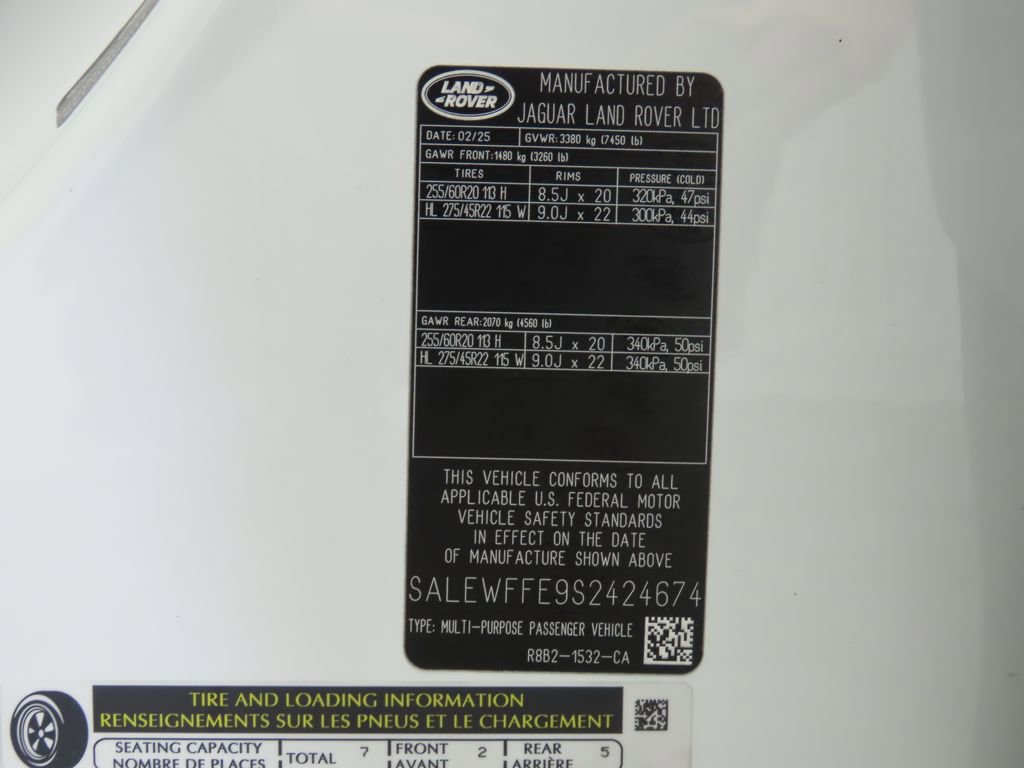 LAND ROVER
MANUFACTURED BY
JAGUAR LAND ROVER LTD
DATE: 02/25 GVWR: 3380 kg (7450 lb)
GAWR FRONT: 1480 kg (3260 lb)
TIRES RIMS PRESSURE (COLD)
255/60R20 113 H 8.5J x 20 320kPa, 47psi
HL 275/45R22 115 W 9.0J x 22 300kPa, 44psi
GAWR REAR: 2070 kg (4560 lb)
255/60R20 113 H 8.5J x 20 340kPa, 50psi
HL 275/45R22 115 W 9.0J x 22 340kPa, 50psi
THIS VEHICLE CONFORMS TO ALL
APPLICABLE U.S. FEDERAL MOTOR
VEHICLE SAFETY STANDARDS
IN EFFECT ON THE DATE
OF MANUFACTURE SHOWN ABOVE
SALEWFFE9S2424674
TYPE: MULTI-PURPOSE PASSENGER VEHICLE
R8B2-1532-CA
TIRE AND LOADING INFORMATION
RENSEIGNEMENTS SUR LES PNEUS ET LE CHARGEMENT
SEATING CAPACITY TOTAL 7 FRONT 2 REAR 5
NOMBRE DE PLACES AVANT ARRIÈRE